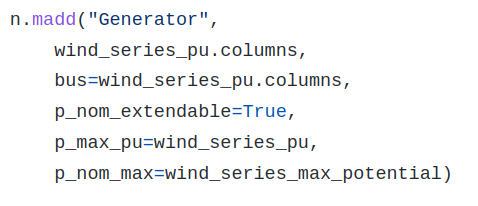 n.madd("Generator",
    wind_series_pu.columns,
    bus=wind_series_pu.columns,
    p_nom_extendable=True,
    p_max_pu=wind_series_pu,
    p_nom_max=wind_series_max_potential)